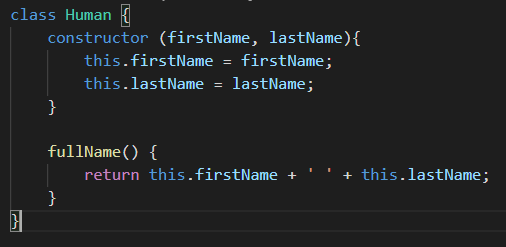 class Human {
    constructor (firstName, lastName){
        this.firstName = firstName;
        this.lastName = lastName;
    }

    fullName() {
        return this.firstName + ' ' + this.lastName;
    }
}